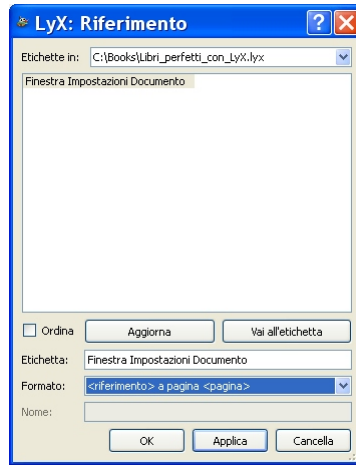 LyX: Riferimento
Etichette in: C:\Books\Libri_perfetti_con_LyX.lyx
Finestra Impostazioni Documento
Ordina Aggiorna Vai all'etichetta
Etichetta: Finestra Impostazioni Documento
Formato: <riferimento> a pagina <pagina>
Nome:
OK Applica Cancella